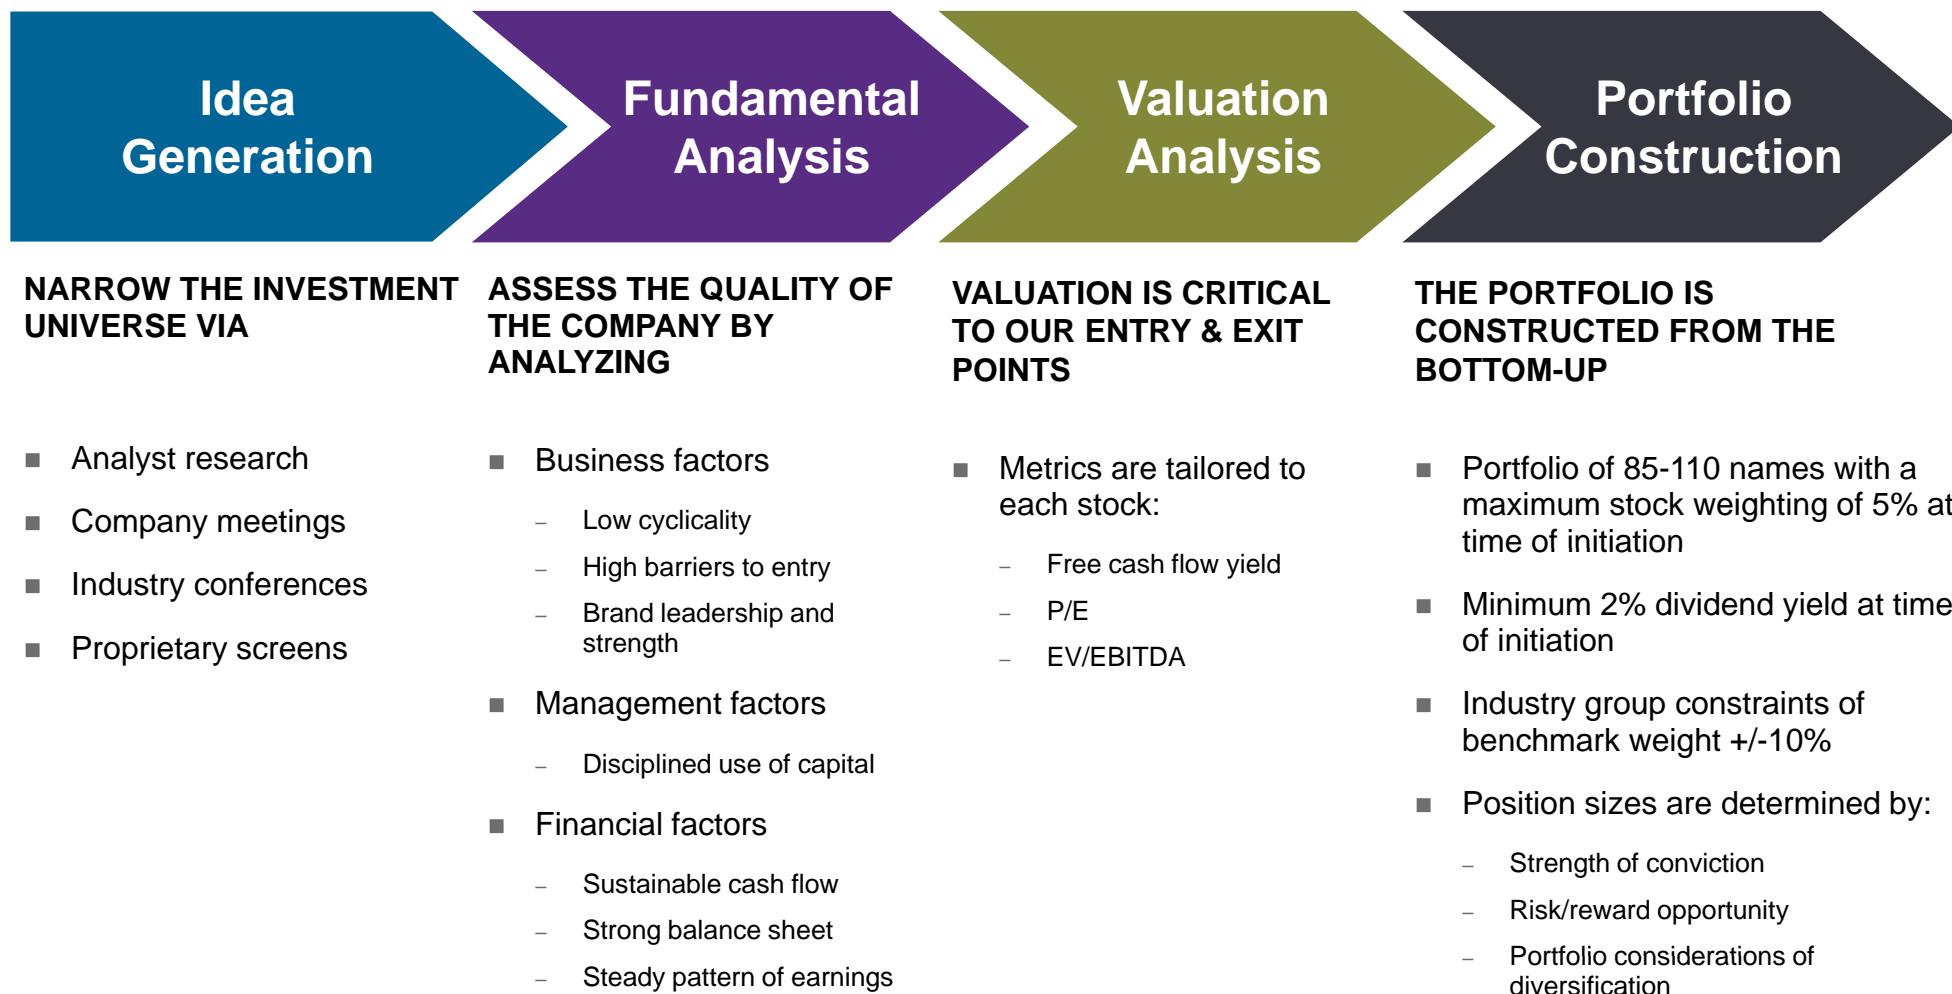 Idea
Generation
Fundamental
Analysis
Valuation
Analysis
Portfolio
Construction
NARROW THE INVESTMENT
UNIVERSE VIA
■ Analyst research
■ Company meetings
■ Industry conferences
■ Proprietary screens
ASSESS THE QUALITY OF
THE COMPANY BY
ANALYZING
■ Business factors
– Low cyclicality
– High barriers to entry
– Brand leadership and
strength
■ Management factors
– Disciplined use of capital
■ Financial factors
– Sustainable cash flow
– Strong balance sheet
– Steady pattern of earnings
VALUATION IS CRITICAL
TO OUR ENTRY & EXIT
POINTS
■ Metrics are tailored to
each stock:
– Free cash flow yield
– P/E
– EV/EBITDA
THE PORTFOLIO IS
CONSTRUCTED FROM THE
BOTTOM-UP
■ Portfolio of 85-110 names with a
maximum stock weighting of 5% at
time of initiation
■ Minimum 2% dividend yield at time
of initiation
■ Industry group constraints of
benchmark weight +/-10%
■ Position sizes are determined by:
– Strength of conviction
– Risk/reward opportunity
– Portfolio considerations of
diversification